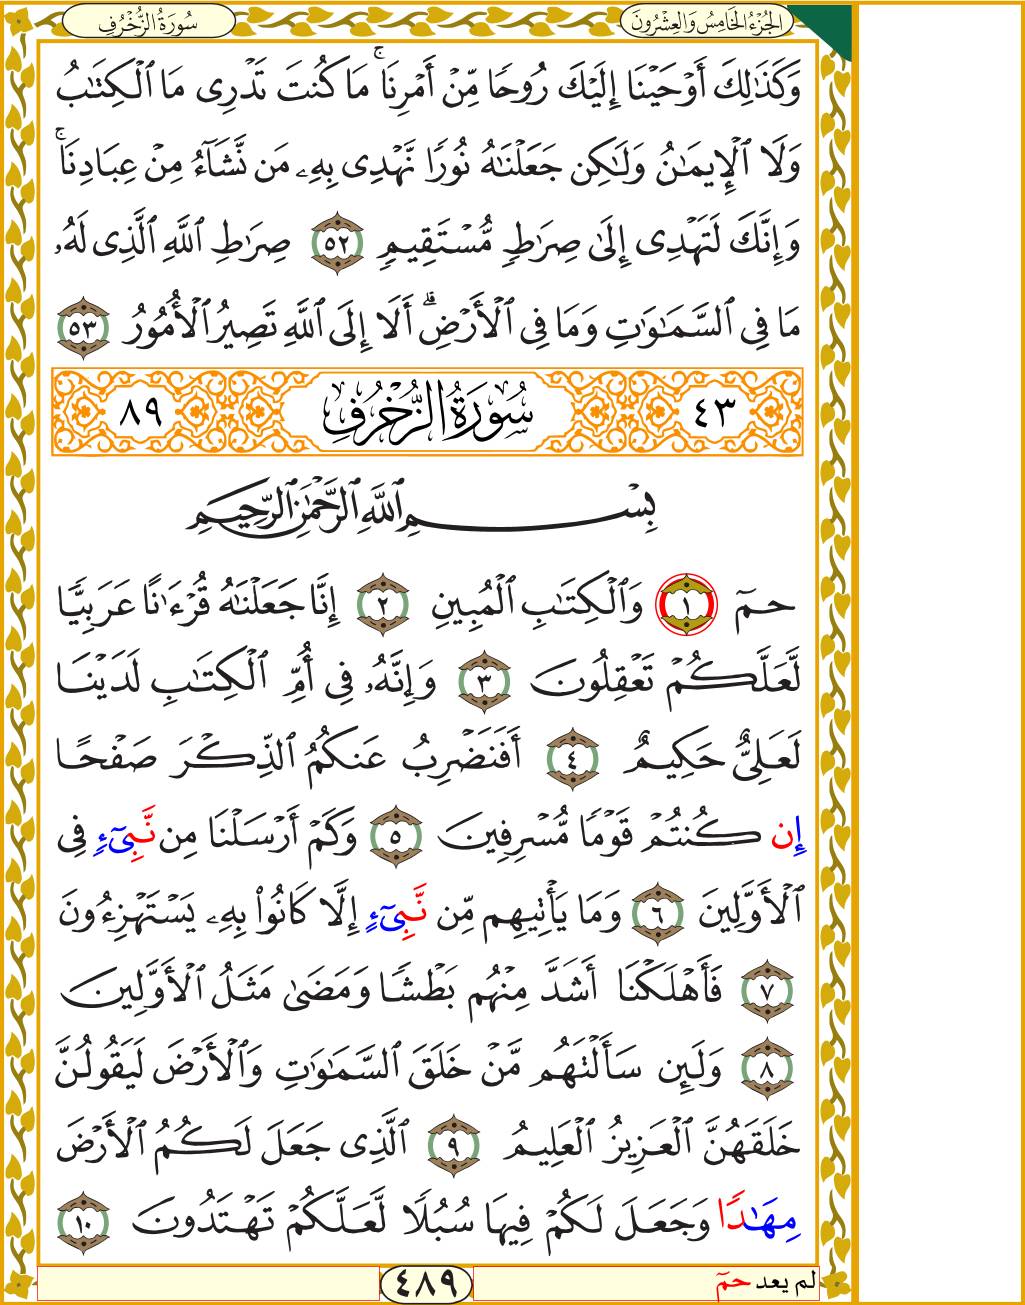 الجُزْءُ الخَامِسُ وَالعِشْرُونَ
سُورَةُ الزُّخْرُفِ
وَكَذَٰلِكَ أَوْحَيْنَا إِلَيْكَ رُوحًا مِّنْ أَمْرِنَا ۚ مَا كُنتَ تَدْرِى مَا ٱلْكِتَٰبُ
وَلَا ٱلْإِيمَٰنُ وَلَٰكِن جَعَلْنَٰهُ نُورًا نَّهْدِى بِهِۦ مَن نَّشَآءُ مِنْ عِبَادِنَا ۚ
وَإِنَّكَ لَتَهْدِى إِلَىٰ صِرَٰطٍ مُّسْتَقِيمٍ ٥٢ صِرَٰطِ ٱللَّهِ ٱلَّذِى لَهُۥ
مَا فِى ٱلسَّمَٰوَٰتِ وَمَا فِى ٱلْأَرْضِ ۗ أَلَا إِلَى ٱللَّهِ تَصِيرُ ٱلْأُمُورُ ٥٣
٤٣ سُورَةُ الزُّخْرُفِ ٨٩
بِسْمِ ٱللَّهِ ٱلرَّحْمَٰنِ ٱلرَّحِيمِ
حمٓ ١ وَٱلْكِتَٰبِ ٱلْمُبِينِ ٢ إِنَّا جَعَلْنَٰهُ قُرْءَٰنًا عَرَبِيًّا
لَّعَلَّكُمْ تَعْقِلُونَ ٣ وَإِنَّهُۥ فِىٓ أُمِّ ٱلْكِتَٰبِ لَدَيْنَا
لَعَلِىٌّ حَكِيمٌ ٤ أَفَنَضْرِبُ عَنكُمُ ٱلذِّكْرَ صَفْحًا
إِن كُنتُمْ قَوْمًا مُّسْرِفِينَ ٥ وَكَمْ أَرْسَلْنَا مِن نَّبِىٓءٍ فِى
ٱلْأَوَّلِينَ ٦ وَمَا يَأْتِيهِم مِّن نَّبِىٓءٍ إِلَّا كَانُوا۟ بِهِۦ يَسْتَهْزِءُونَ
٧ فَأَهْلَكْنَا أَشَدَّ مِنْهُم بَطْشًا وَمَضَىٰ مَثَلُ ٱلْأَوَّلِينَ
٨ وَلَئِن سَأَلْتَهُم مَّنْ خَلَقَ ٱلسَّمَٰوَٰتِ وَٱلْأَرْضَ لَيَقُولُنَّ
خَلَقَهُنَّ ٱلْعَزِيزُ ٱلْعَلِيمُ ٩ ٱلَّذِى جَعَلَ لَكُمُ ٱلْأَرْضَ
مِهَٰدًا وَجَعَلَ لَكُمْ فِيهَا سُبُلًا لَّعَلَّكُمْ تَهْتَدُونَ ١٠
لم يعد حمٓ
٤٨٩